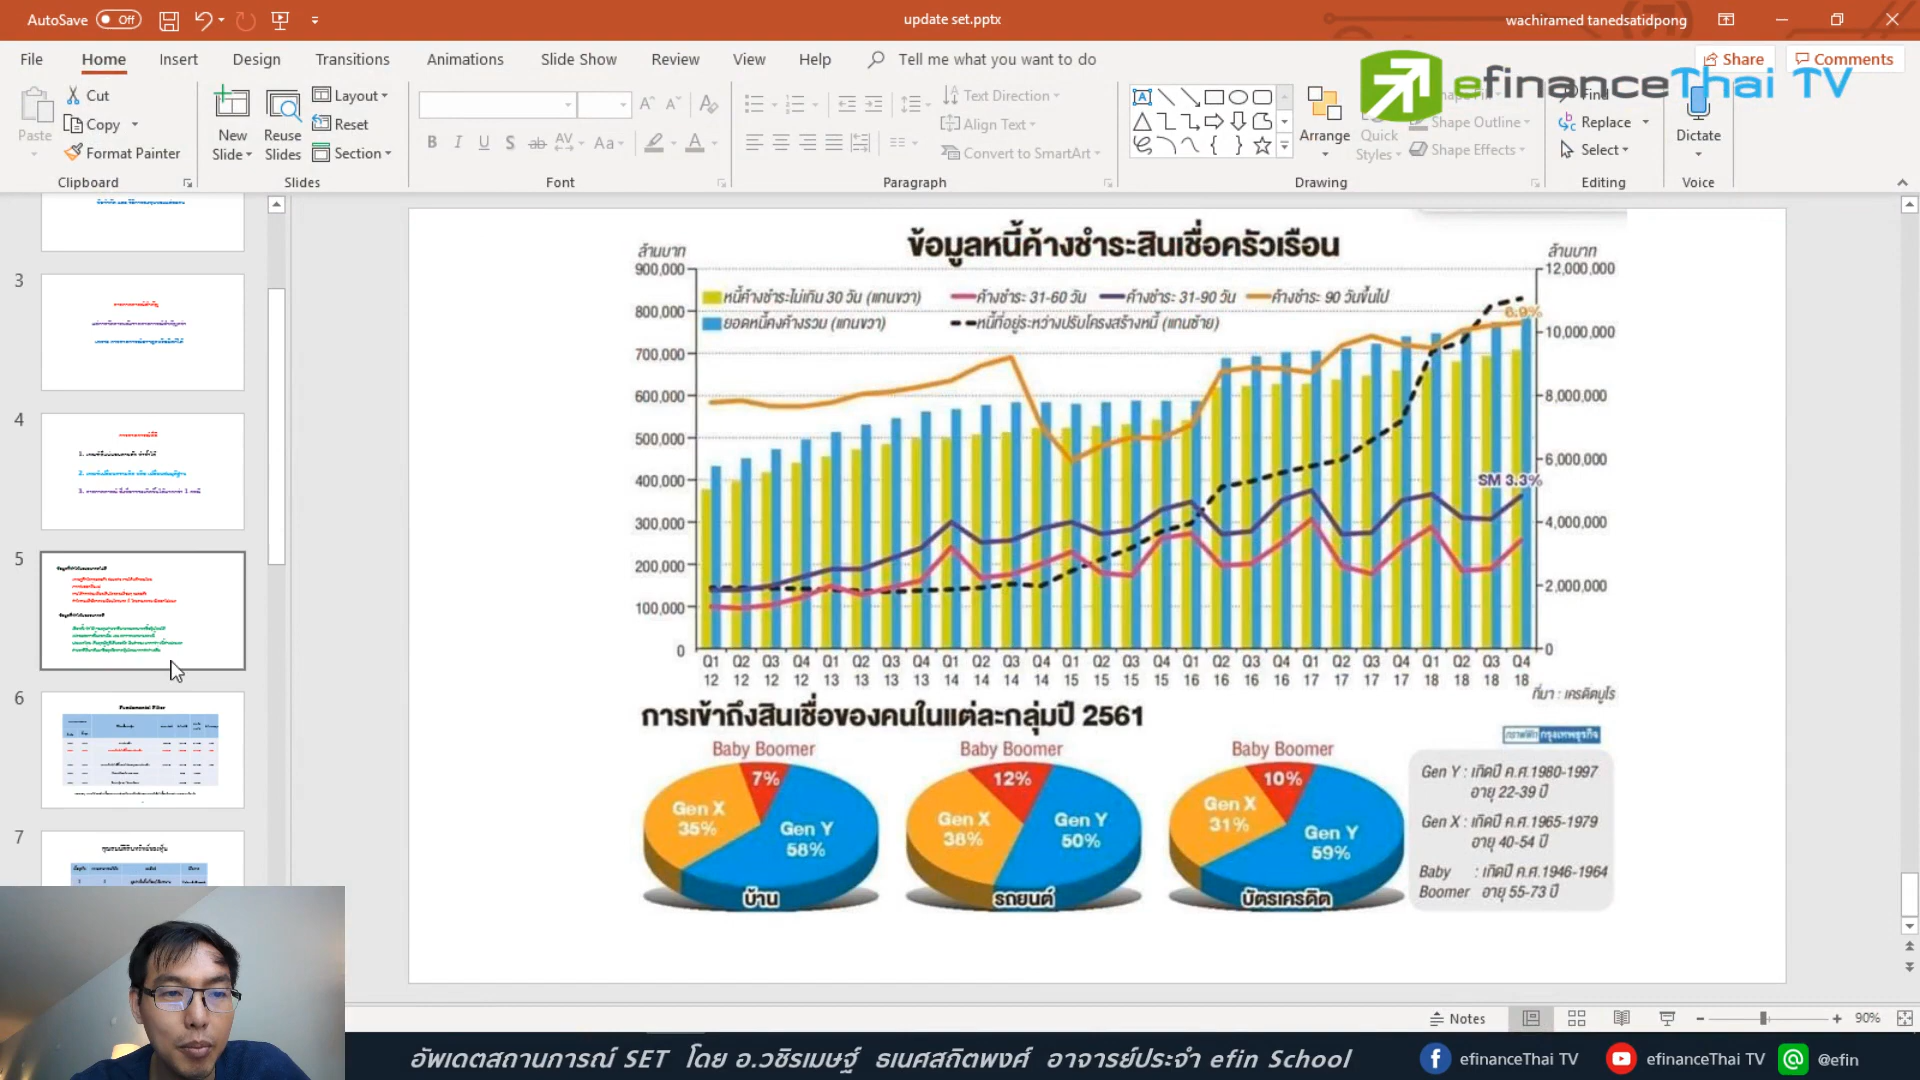 AutoSave Off
update set.pptx
wachiramed tanedsatidpong
File Home Insert Design Transitions Animations Slide Show Review View Help Tell me what you want to do
Share Comments
efinanceThai TV
Paste Cut Copy Format Painter
Clipboard
New Slide Reuse Slides Layout Reset Section
Slides
B I U S ab AV Aa A
Font
Text Direction
Align Text
Convert to SmartArt
Paragraph
Arrange Quick Styles Shape Outline Shape Effects
Drawing
Find
Replace
Select
Editing
Dictate
Voice
3
4
5
6
Fundamental Filter
7
ข้อมูลหนี้ค้างชำระสินเชื่อครัวเรือน
ล้านบาท ล้านบาท
900,000 12,000,000
หนี้ค้างชำระไม่เกิน 30 วัน (แกนขวา) ค้างชำระ 31-60 วัน ค้างชำระ 31-90 วัน ค้างชำระ 90 วันขึ้นไป
ยอดหนี้คงค้างรวม (แกนขวา) หนี้ที่อยู่ระหว่างปรับโครงสร้างหนี้ (แกนซ้าย)
800,000 6.9%
10,000,000
700,000
600,000 8,000,000
500,000
6,000,000
400,000 SM 3.3%
300,000 4,000,000
200,000
2,000,000
100,000
0 0
Q1 Q2 Q3 Q4 Q1 Q2 Q3 Q4 Q1 Q2 Q3 Q4 Q1 Q2 Q3 Q4 Q1 Q2 Q3 Q4 Q1 Q2 Q3 Q4 Q1 Q2 Q3 Q4
12 12 12 12 13 13 13 13 14 14 14 14 15 15 15 15 16 16 16 16 17 17 17 17 18 18 18 18
ที่มา : เครดิตบูโร
การเข้าถึงสินเชื่อของคนในแต่ละกลุ่มปี 2561
กราฟฟิก กรุงเทพธุรกิจ
Baby Boomer
7%
Gen X
35%
Gen Y
58%
บ้าน
Baby Boomer
12%
Gen X
38%
Gen Y
50%
รถยนต์
Baby Boomer
10%
Gen X
31%
Gen Y
59%
บัตรเครดิต
Gen Y : เกิดปี ค.ศ.1980-1997
อายุ 22-39 ปี
Gen X : เกิดปี ค.ศ.1965-1979
อายุ 40-54 ปี
Baby : เกิดปี ค.ศ.1946-1964
Boomer อายุ 55-73 ปี
Notes 90%
อัพเดตสถานการณ์ SET โดย อ.วชิรเมษฐ์ ธเนศสถิตพงศ์ อาจารย์ประจำ efin School
efinanceThai TV efinanceThai TV @efin